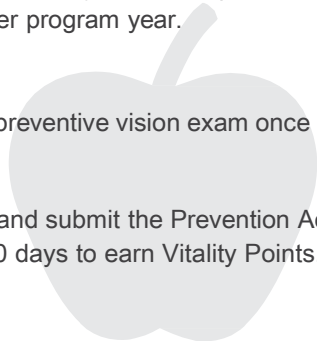 er program year.
preventive vision exam once
and submit the Prevention Ac
0 days to earn Vitality Points